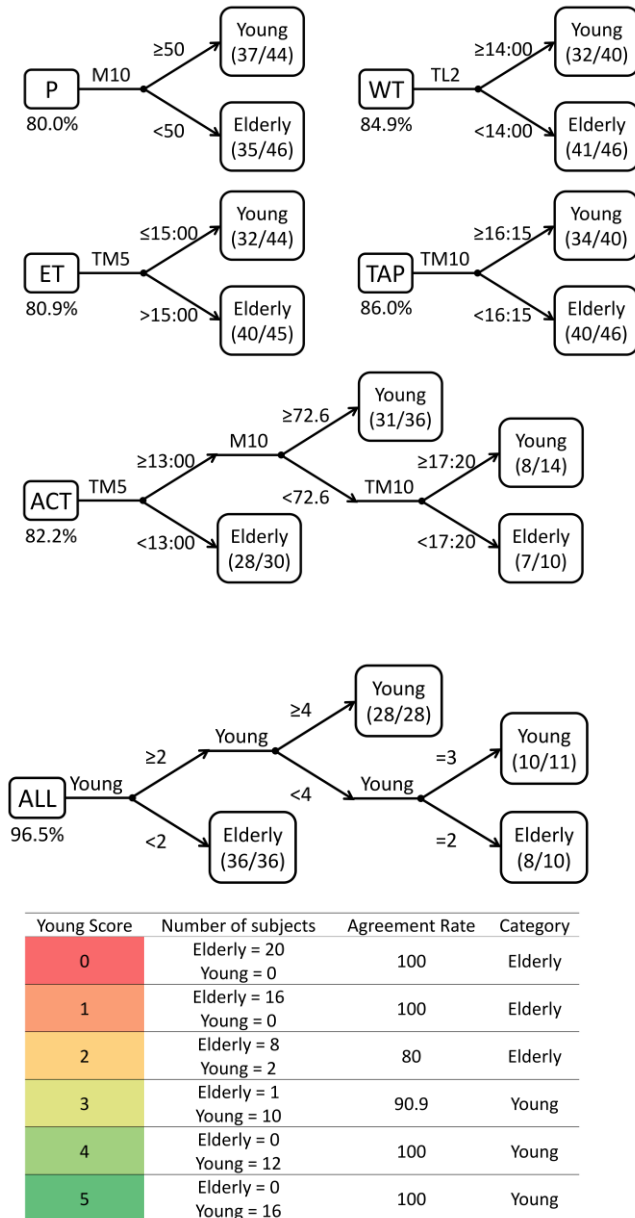 P
80.0%
M10
≥50
Young
(37/44)
<50
Elderly
(35/46)
WT
84.9%
TL2
≥14:00
Young
(32/40)
<14:00
Elderly
(41/46)
ET
80.9%
TM5
≤15:00
Young
(32/44)
>15:00
Elderly
(40/45)
TAP
86.0%
TM10
≥16:15
Young
(34/40)
<16:15
Elderly
(40/46)
ACT
82.2%
TM5
≥13:00
M10
≥72.6
Young
(31/36)
<72.6
TM10
≥17:20
Young
(8/14)
<17:20
Elderly
(7/10)
<13:00
Elderly
(28/30)
ALL
96.5%
Young
≥2
Young
≥4
Young
(28/28)
<4
Young
=3
Young
(10/11)
=2
Elderly
(8/10)
<2
Elderly
(36/36)
Young Score Number of subjects Agreement Rate Category
0 Elderly = 20 100 Elderly
Young = 0
1 Elderly = 16 100 Elderly
Young = 0
2 Elderly = 8 80 Elderly
Young = 2
3 Elderly = 1 90.9 Young
Young = 10
4 Elderly = 0 100 Young
Young = 12
5 Elderly = 0 100 Young
Young = 16